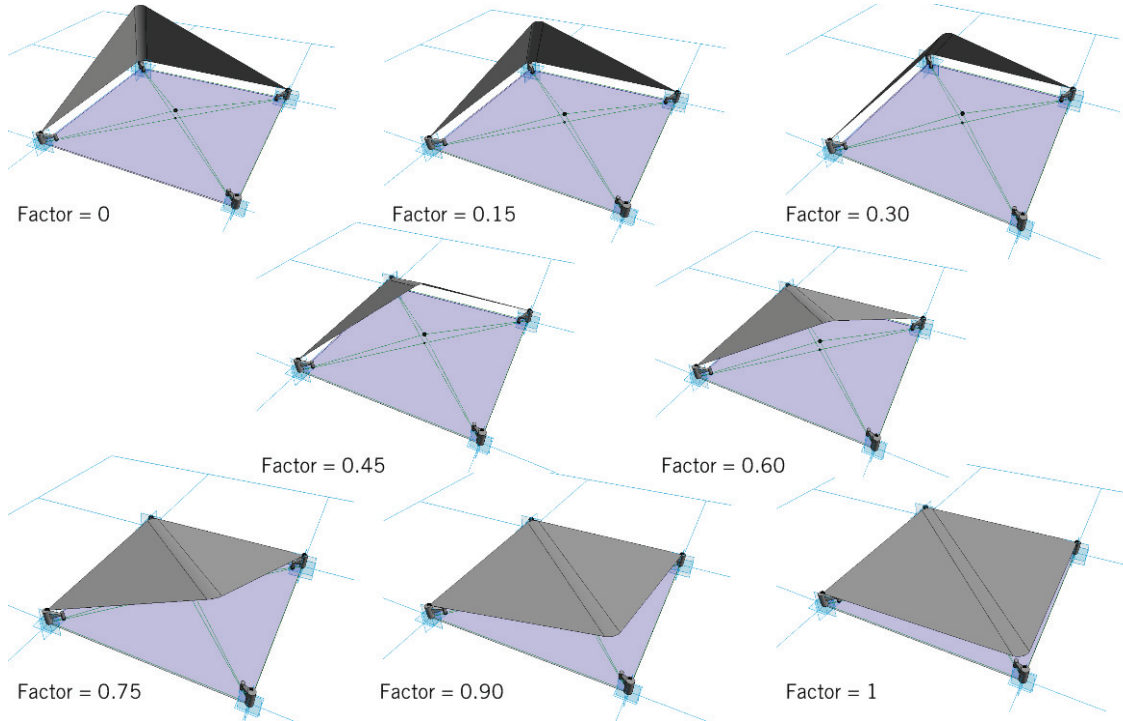 Factor = 0
Factor = 0.15
Factor = 0.30
Factor = 0.45
Factor = 0.60
Factor = 0.75
Factor = 0.90
Factor = 1